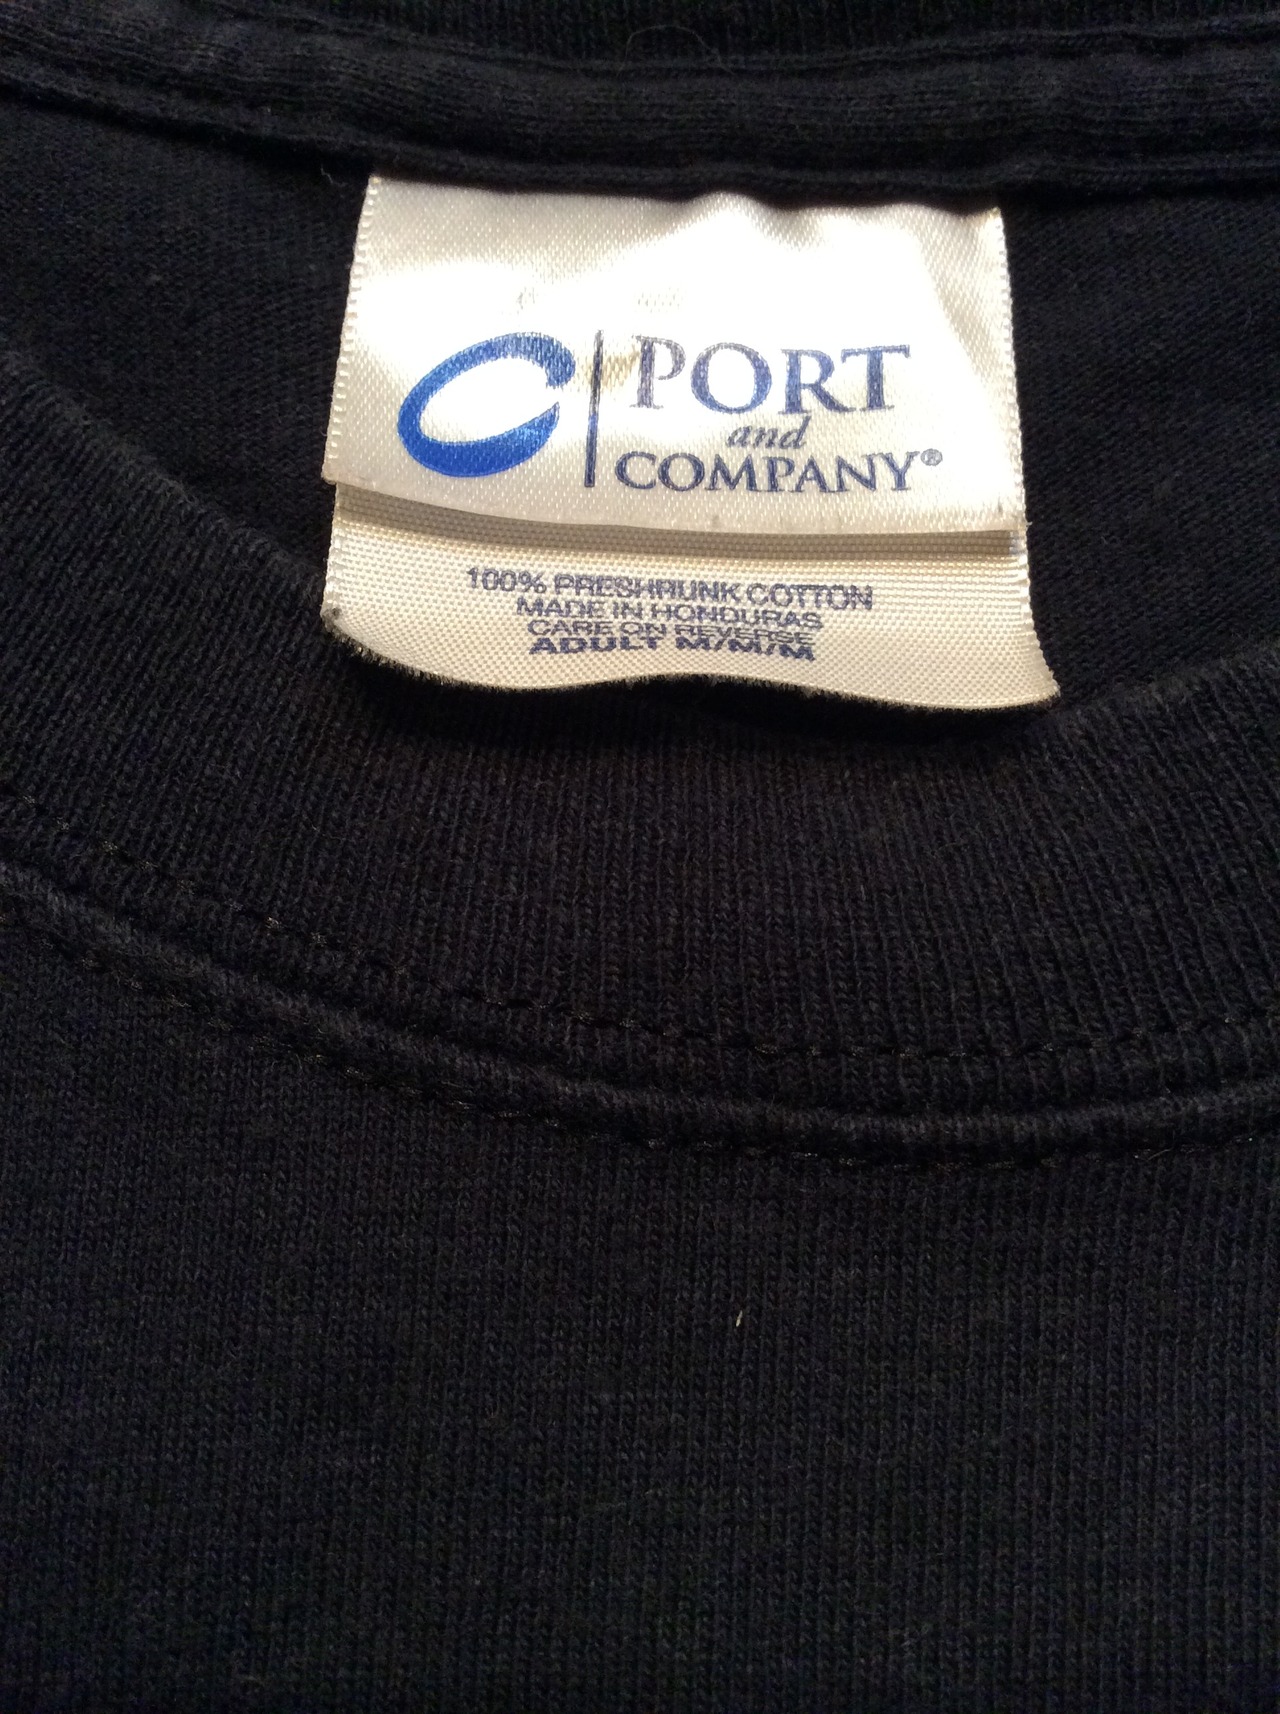 PORT
and
COMPANY®
100% PRESHRUNK COTTON
MADE IN HONDURAS
CARE ON REVERSE
ADULT M/M/M